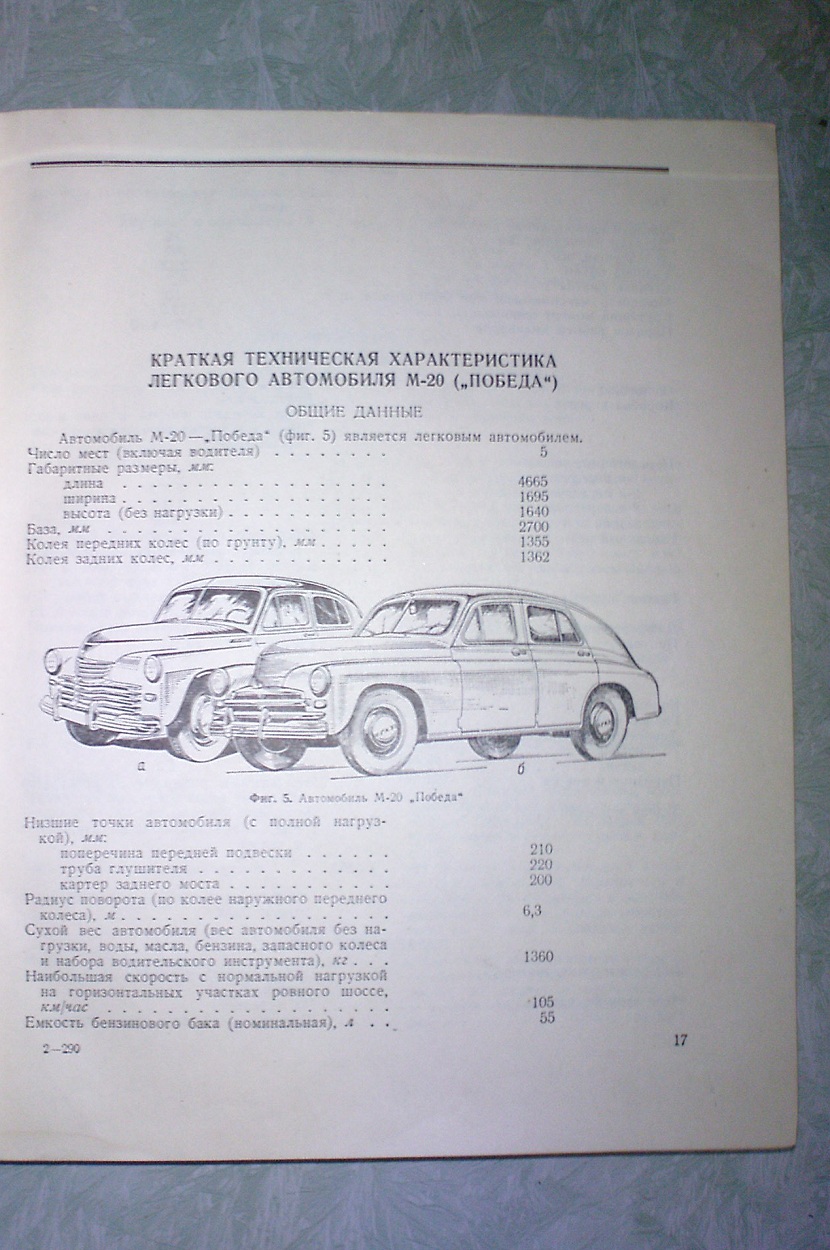 КРАТКАЯ ТЕХНИЧЕСКАЯ ХАРАКТЕРИСТИКА
ЛЕГКОВОГО АВТОМОБИЛЯ М-20 („ПОБЕДА“)
ОБЩИЕ ДАННЫЕ
Автомобиль М-20—„Победа“ (фиг. 5) является легковым автомобилем.
Число мест (включая водителя) . . . . . . . . 5
Габаритные размеры, мм:
длина . . . . . . . . . . . . . . . . . . 4665
ширина . . . . . . . . . . . . . . . . . . 1695
высота (без нагрузки) . . . . . . . . . . . 1640
База, мм . . . . . . . . . . . . . . . . . . 2700
Колея передних колес (по грунту), мм . . . . . 1355
Колея задних колес, мм . . . . . . . . . . . . 1362
а б
Фиг. 5. Автомобиль М-20 „Победа“
Низшие точки автомобиля (с полной нагруз-
кой), мм:
поперечина передней подвески . . . . . . 210
труба глушителя . . . . . . . . . . . . . 220
картер заднего моста . . . . . . . . . . . 200
Радиус поворота (по колее наружного переднего
колеса), м . . . . . . . . . . . . . . . . . . 6,3
Сухой вес автомобиля (вес автомобиля без на-
грузки, воды, масла, бензина, запасного колеса
и набора водительского инструмента), кг . . . 1360
Наибольшая скорость с нормальной нагрузкой
на горизонтальных участках ровного шоссе,
км/час . . . . . . . . . . . . . . . . . . . 105
Емкость бензинового бака (номинальная), л . . 55
2—290 17